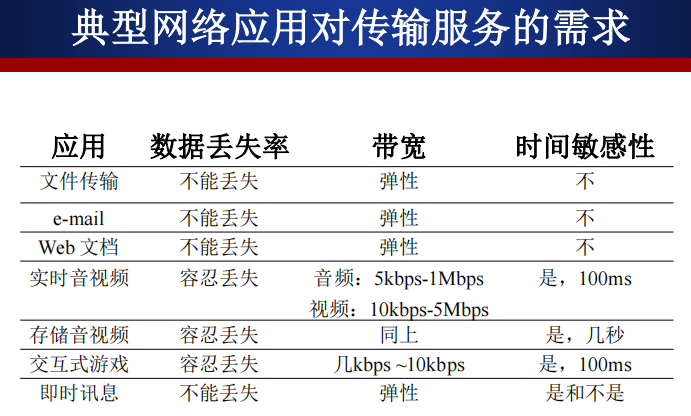 典型网络应用对传输服务的需求
应用 数据丢失率 带宽 时间敏感性
文件传输 不能丢失 弹性 不
e-mail 不能丢失 弹性 不
Web 文档 不能丢失 弹性 不
实时音视频 容忍丢失 音频：5kbps-1Mbps 是，100ms
视频：10kbps-5Mbps
存储音视频 容忍丢失 同上 是，几秒
交互式游戏 容忍丢失 几kbps ~10kbps 是，100ms
即时讯息 不能丢失 弹性 是和不是